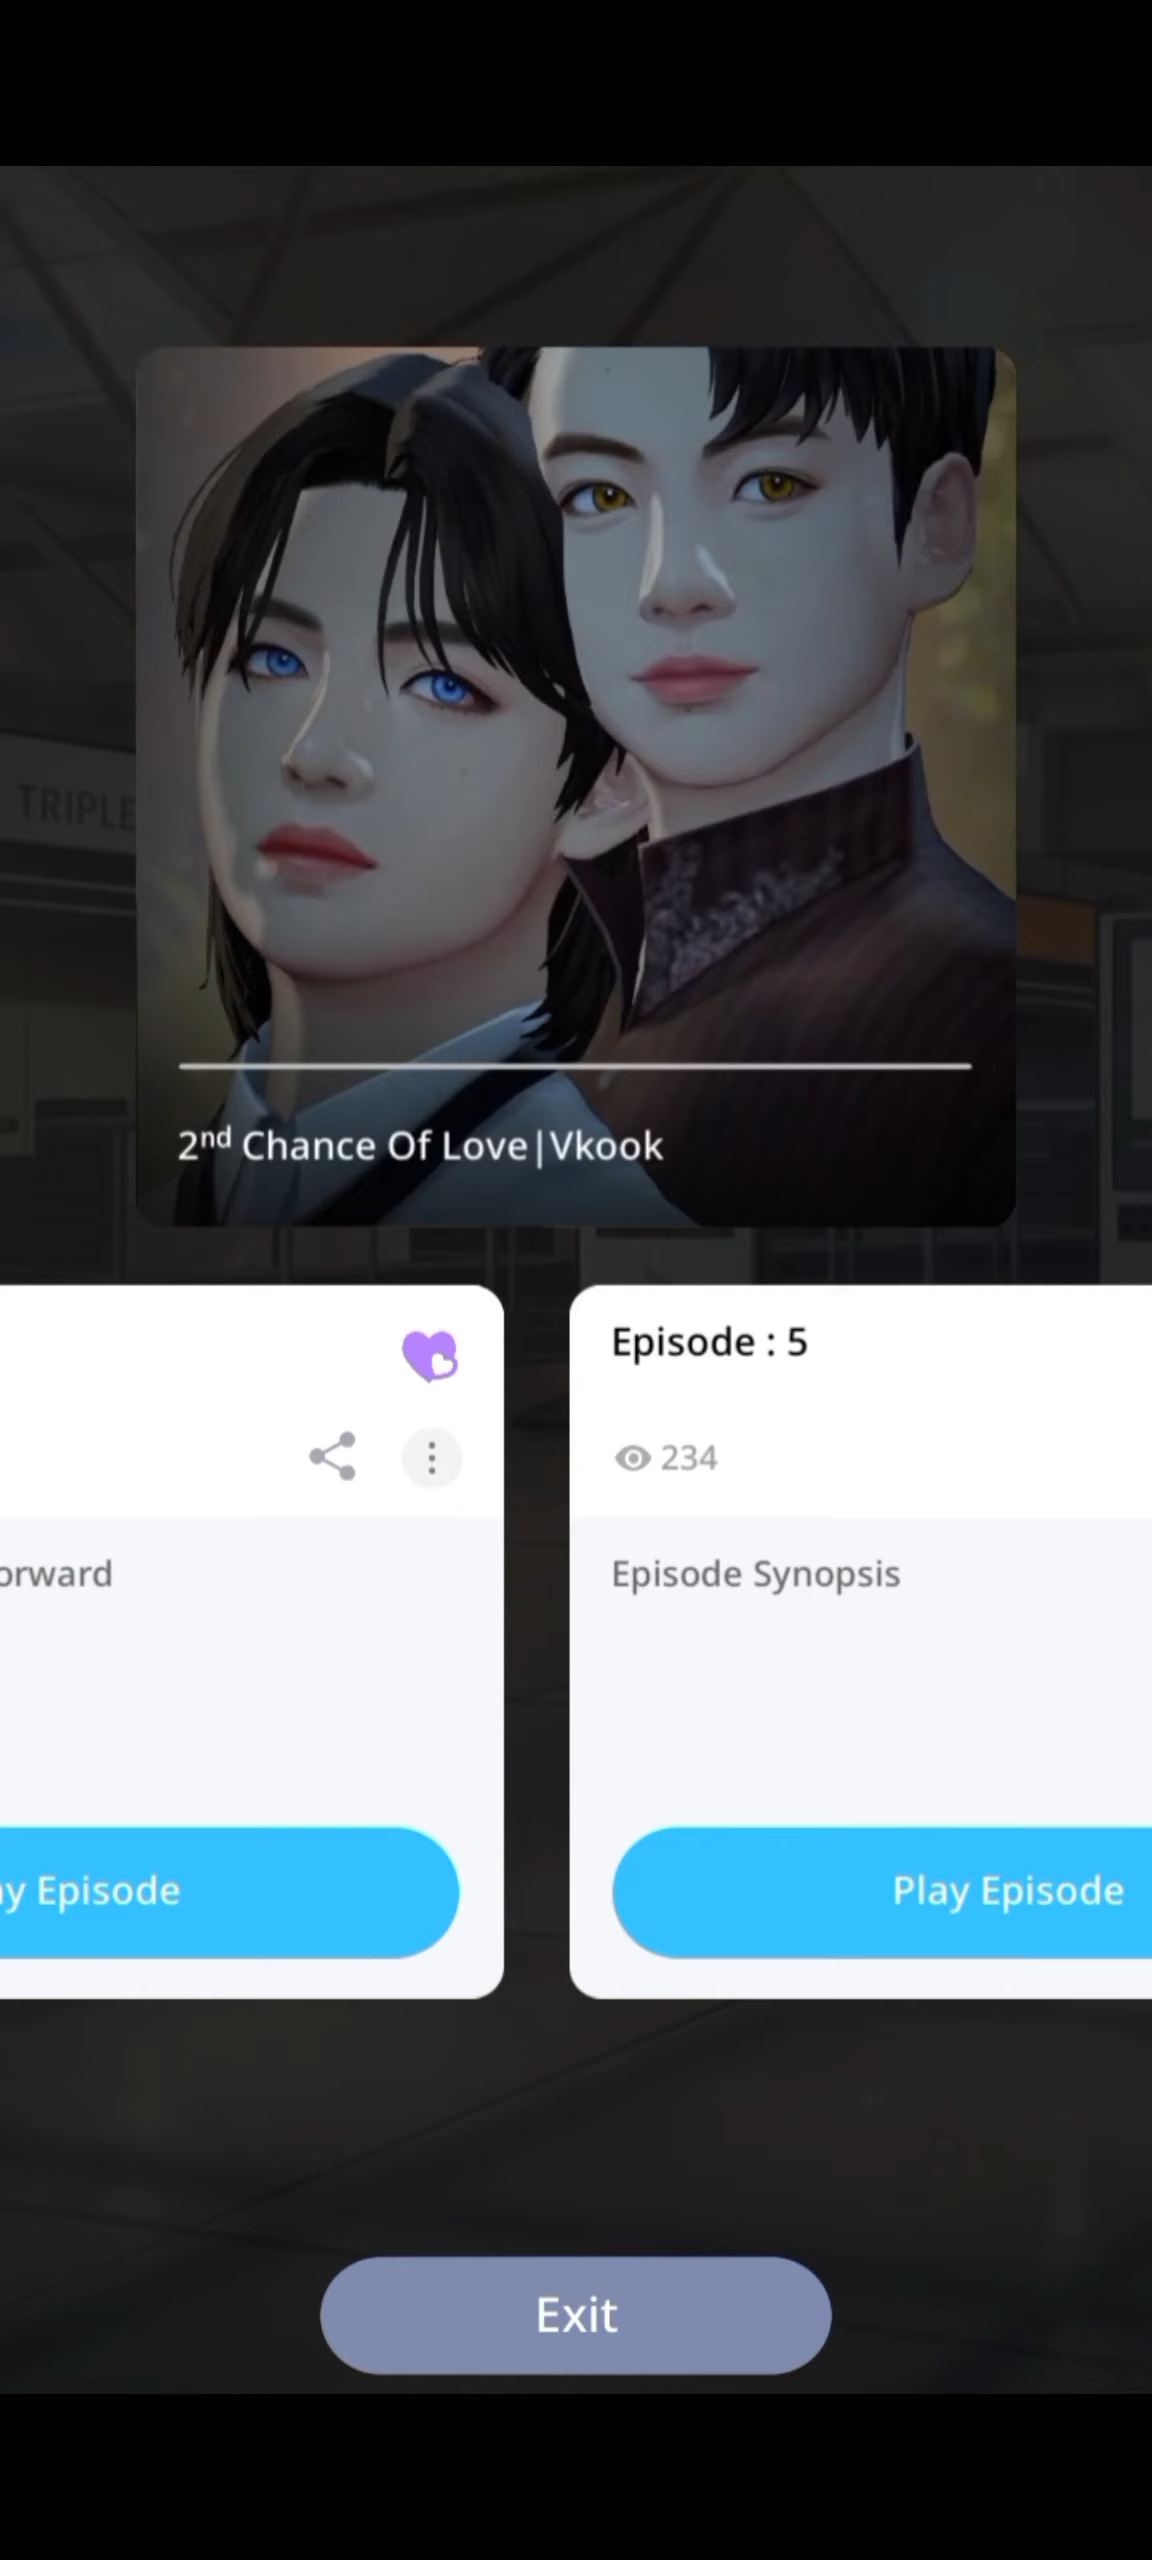 TRIPLE
2nd Chance Of Love|Vkook
Episode : 5
234
orward
Episode Synopsis
y Episode
Play Episode
Exit